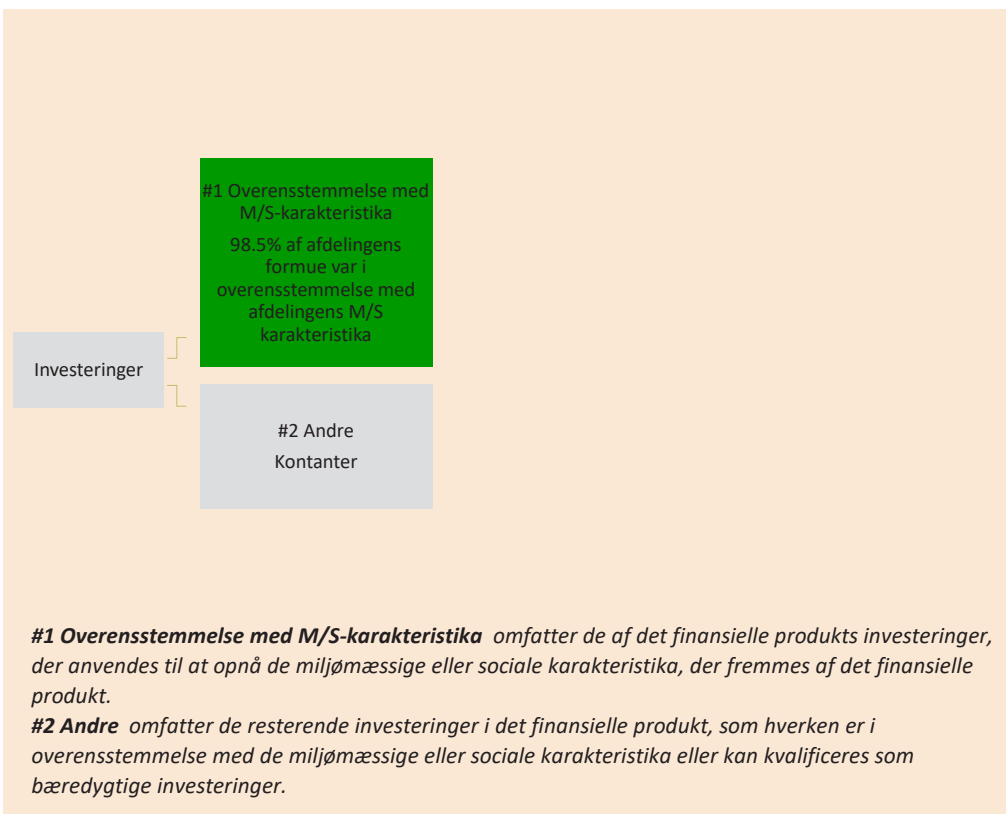 #1 Overensstemmelse med
M/S-karakteristika
98.5% af afdelingens
formue var i
overensstemmelse med
afdelingens M/S
karakteristika
Investeringer
#2 Andre
Kontanter
#1 Overensstemmelse med M/S-karakteristika omfatter de af det finansielle produkts investeringer,
der anvendes til at opnå de miljømæssige eller sociale karakteristika, der fremmes af det finansielle
produkt.
#2 Andre omfatter de resterende investeringer i det finansielle produkt, som hverken er i
overensstemmelse med de miljømæssige eller sociale karakteristika eller kan kvalificeres som
bæredygtige investeringer.